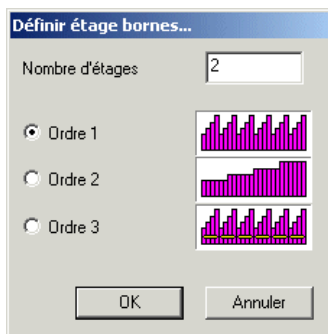 Définir étage bornes...
Nombre d'étages 2
Ordre 1
Ordre 2
Ordre 3
OK Annuler